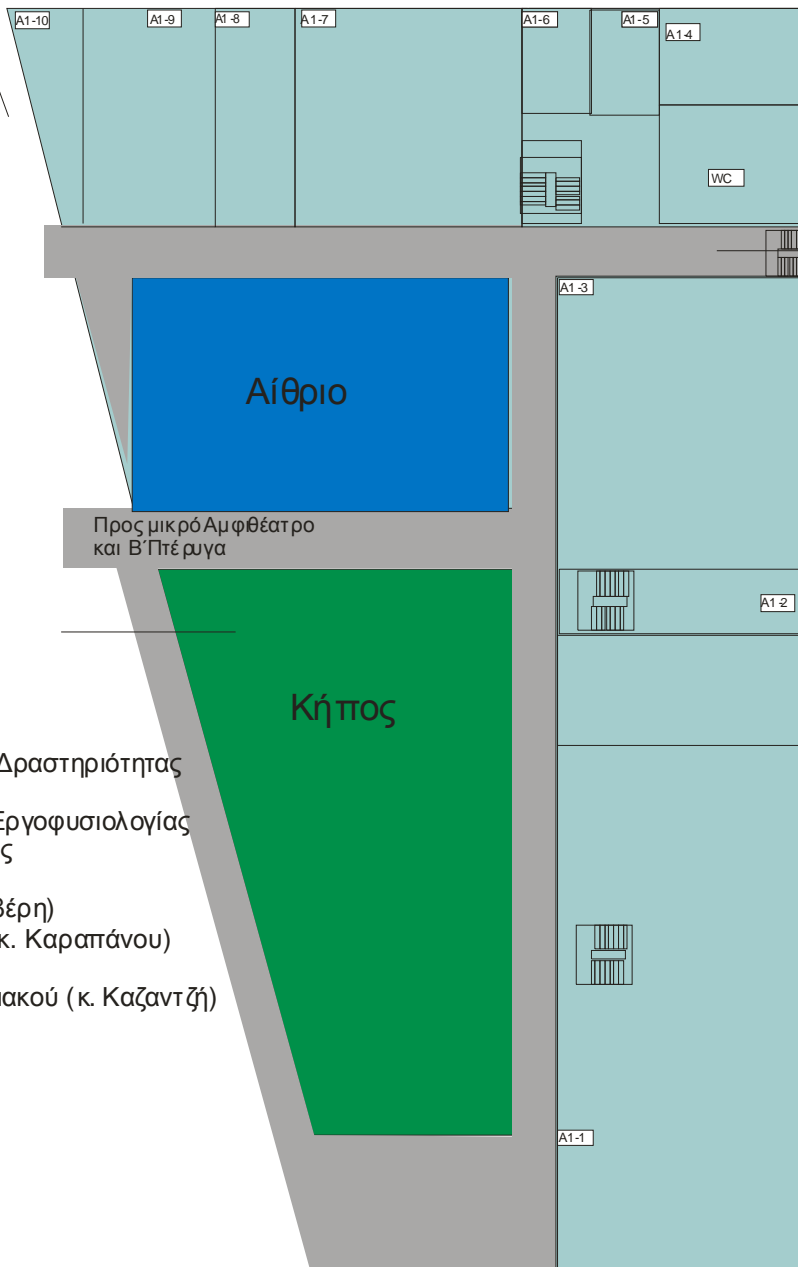 A1-10
A1-9
A1-8
A1-7
A1-6
A1-5
A1-4
WC
A1-3
Αίθριο
Προς μικρό Αμφιθέατρο
και Β΄Πτέρυγα
A1-2
Κήπος
Δραστηριότητας
Εργοφυσιολογίας
ς
βέρη)
κ. Καραπάνου)
ιακού (κ. Καζαντζή)
A1-1